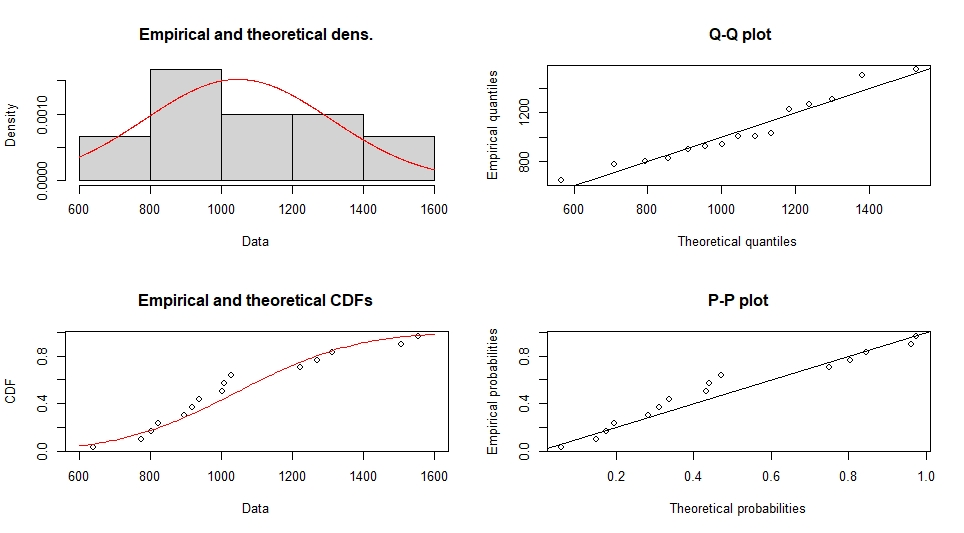 Empirical and theoretical dens.
Density
0.0000
0.0010
600
800
1000
1200
1400
1600
Data
Q-Q plot
Empirical quantiles
800
1200
600
800
1000
1200
1400
Theoretical quantiles
Empirical and theoretical CDFs
CDF
0.0
0.4
0.8
600
800
1000
1200
1400
1600
Data
P-P plot
Empirical probabilities
0.0
0.4
0.8
0.2
0.4
0.6
0.8
1.0
Theoretical probabilities